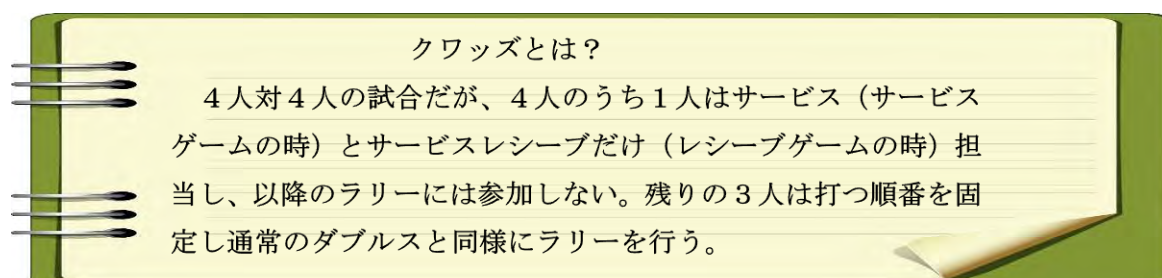 クワッズとは？
４人対４人の試合だが、４人のうち１人はサービス（サービス
ゲームの時）とサービスレシーブだけ（レシーブゲームの時）担
当し、以降のラリーには参加しない。残りの３人は打つ順番を固
定し通常のダブルスと同様にラリーを行う。